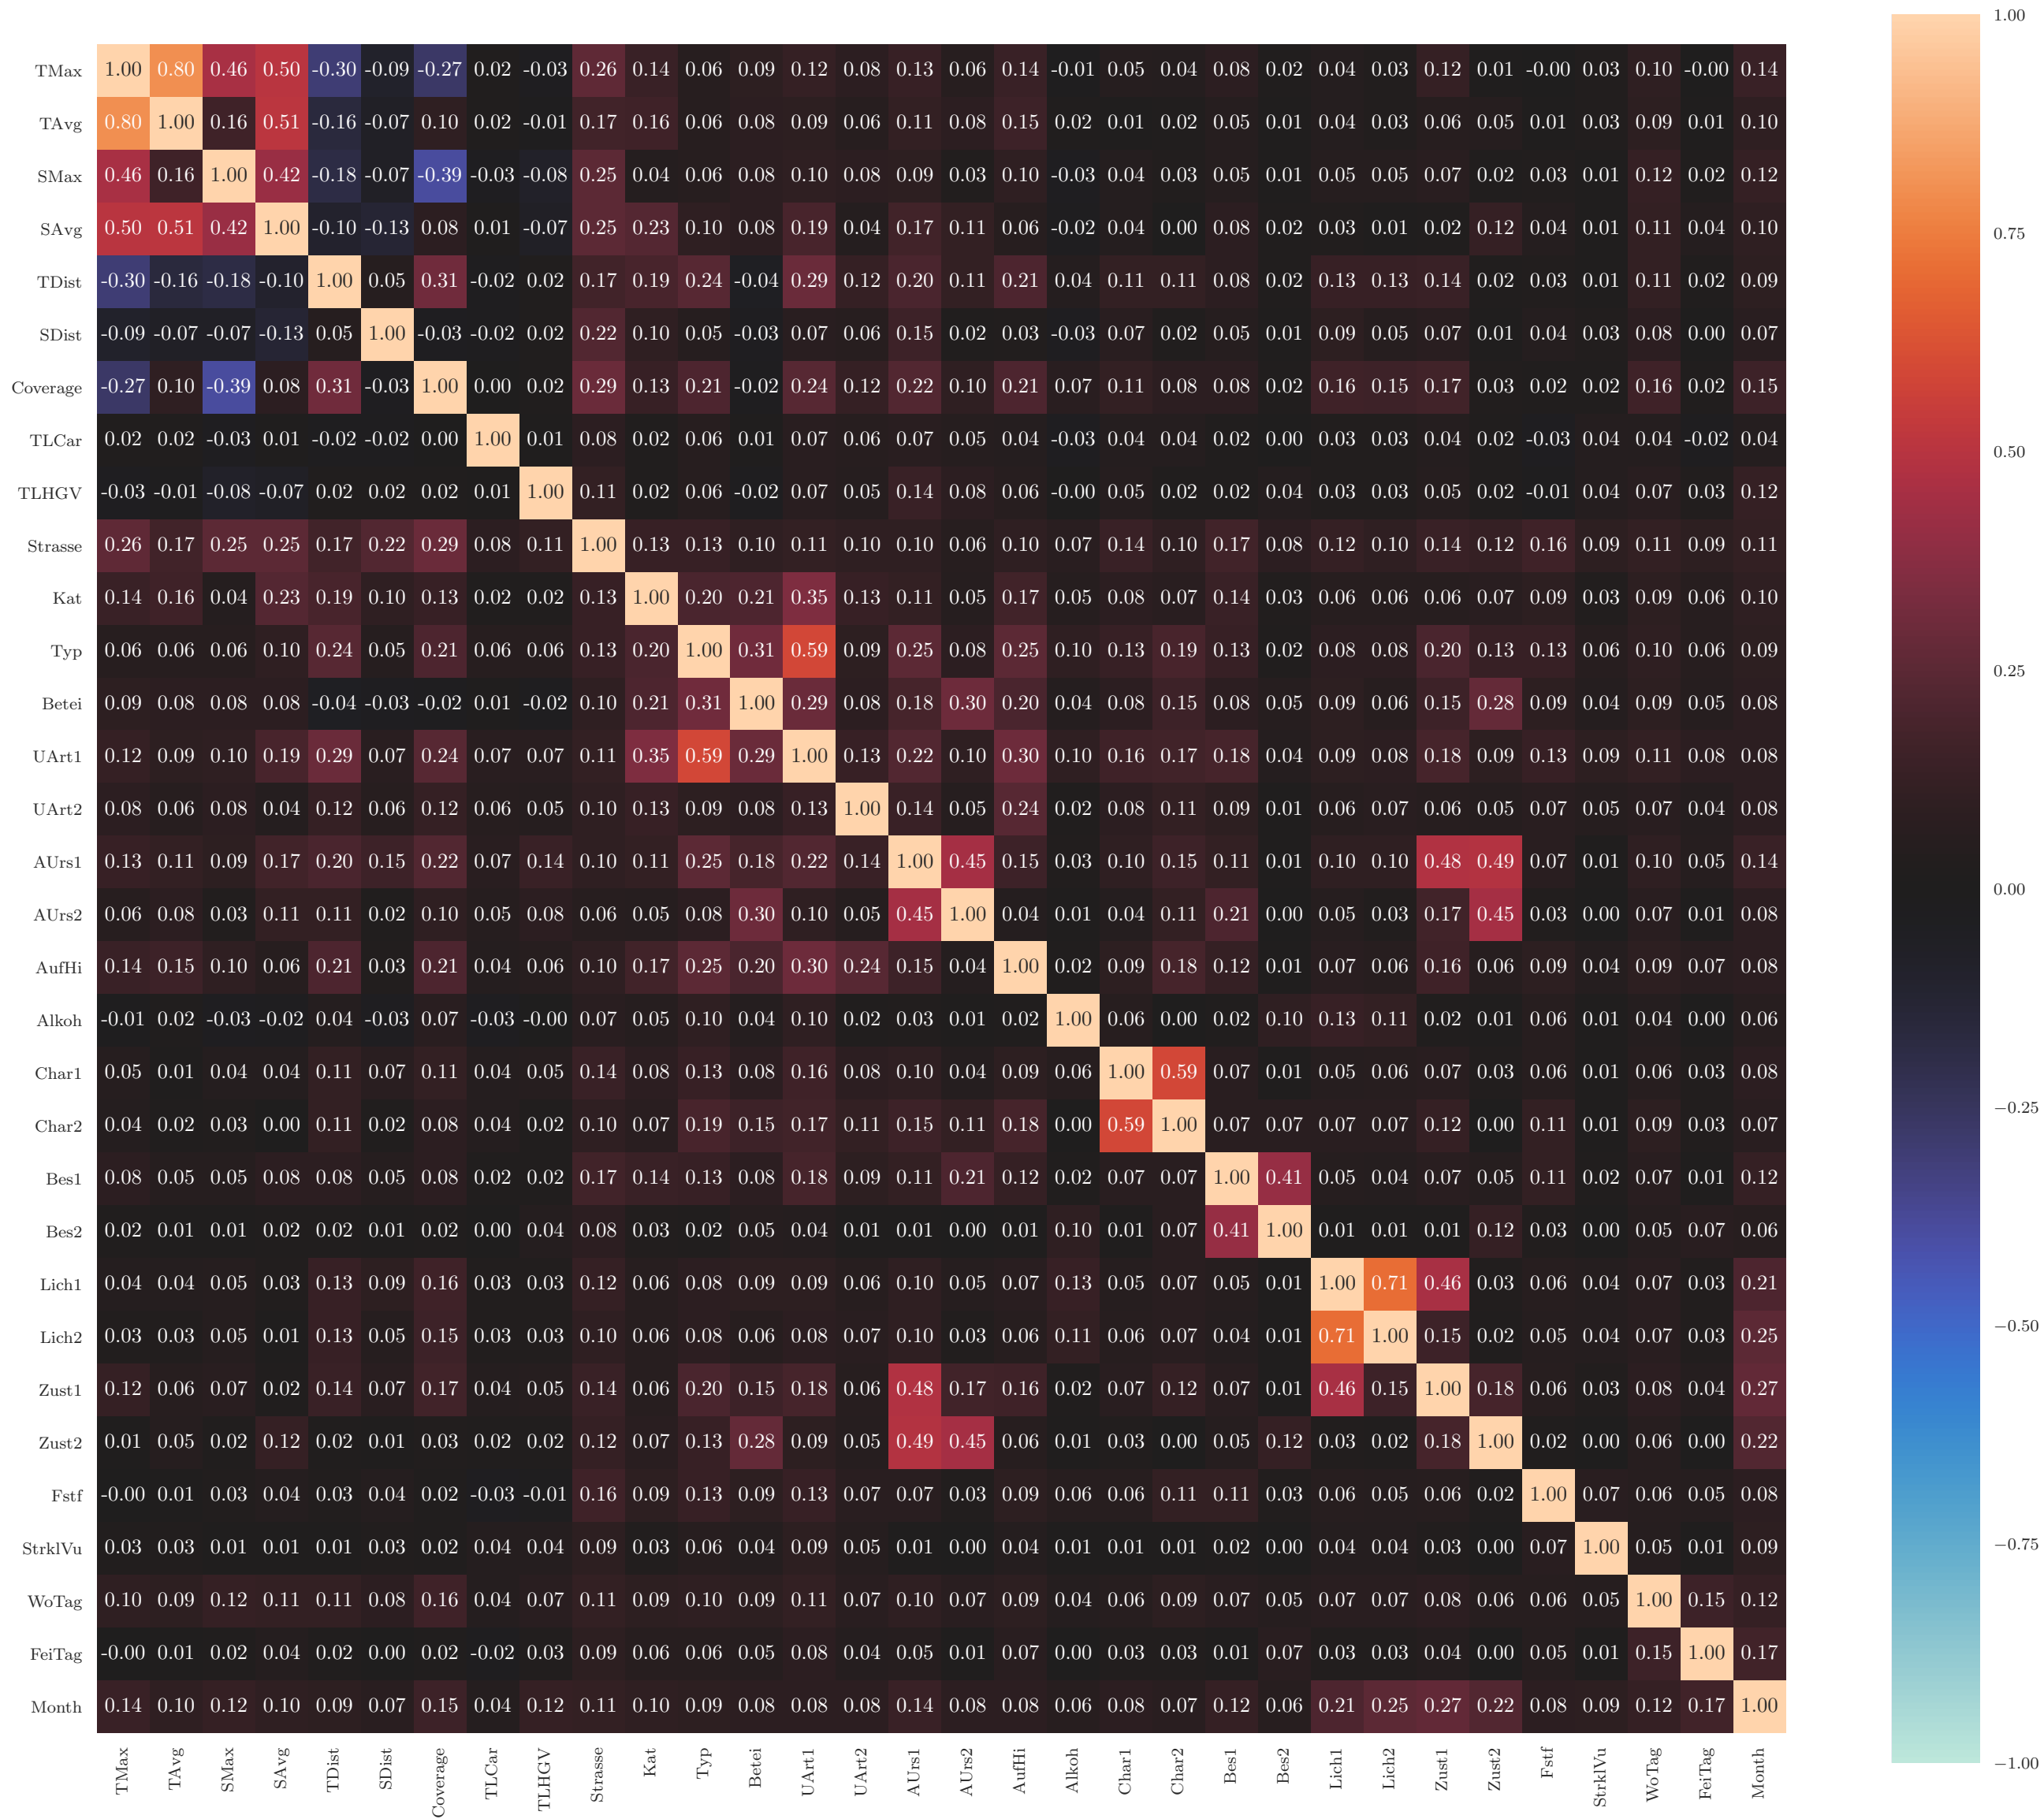 TMax 1.00 0.80 0.46 0.50 -0.30 -0.09 -0.27 0.02 -0.03 0.26 0.14 0.06 0.09 0.12 0.08 0.13 0.06 0.14 -0.01 0.05 0.04 0.08 0.02 0.04 0.03 0.12 0.01 -0.00 0.03 0.10 -0.00 0.14
TAvg 0.80 1.00 0.16 0.51 -0.16 -0.07 0.10 0.02 -0.01 0.17 0.16 0.06 0.08 0.09 0.06 0.11 0.08 0.15 0.02 0.01 0.02 0.05 0.01 0.04 0.03 0.06 0.05 0.01 0.03 0.09 0.01 0.10
SMax 0.46 0.16 1.00 0.42 -0.18 -0.07 -0.39 -0.03 -0.08 0.25 0.04 0.06 0.08 0.10 0.08 0.09 0.03 0.10 -0.03 0.04 0.03 0.05 0.01 0.05 0.05 0.07 0.02 0.03 0.01 0.12 0.02 0.12
SAvg 0.50 0.51 0.42 1.00 -0.10 -0.13 0.08 0.01 -0.07 0.25 0.23 0.10 0.08 0.19 0.04 0.17 0.11 0.06 -0.02 0.04 0.00 0.08 0.02 0.03 0.01 0.02 0.12 0.04 0.01 0.11 0.04 0.10
TDist -0.30 -0.16 -0.18 -0.10 1.00 0.05 0.31 -0.02 0.02 0.17 0.19 0.24 -0.04 0.29 0.12 0.20 0.11 0.21 0.04 0.11 0.11 0.08 0.02 0.13 0.13 0.14 0.02 0.03 0.01 0.11 0.02 0.09
SDist -0.09 -0.07 -0.07 -0.13 0.05 1.00 -0.03 -0.02 0.02 0.22 0.10 0.05 -0.03 0.07 0.06 0.15 0.02 0.03 -0.03 0.07 0.02 0.05 0.01 0.09 0.05 0.07 0.01 0.04 0.03 0.08 0.00 0.07
Coverage -0.27 0.10 -0.39 0.08 0.31 -0.03 1.00 0.00 0.02 0.29 0.13 0.21 -0.02 0.24 0.12 0.22 0.10 0.21 0.07 0.11 0.08 0.08 0.02 0.16 0.15 0.17 0.03 0.02 0.02 0.16 0.02 0.15
TLCar 0.02 0.02 -0.03 0.01 -0.02 -0.02 0.00 1.00 0.01 0.08 0.02 0.06 0.01 0.07 0.06 0.07 0.05 0.04 -0.03 0.04 0.04 0.02 0.00 0.03 0.03 0.04 0.02 -0.03 0.04 0.04 -0.02 0.04
TLHGV -0.03 -0.01 -0.08 -0.07 0.02 0.02 0.02 0.01 1.00 0.11 0.02 0.06 -0.02 0.07 0.05 0.14 0.08 0.06 -0.00 0.05 0.02 0.02 0.04 0.03 0.03 0.05 0.02 -0.01 0.04 0.07 0.03 0.12
Strasse 0.26 0.17 0.25 0.25 0.17 0.22 0.29 0.08 0.11 1.00 0.13 0.13 0.10 0.11 0.10 0.10 0.06 0.10 0.07 0.14 0.10 0.17 0.08 0.12 0.10 0.14 0.12 0.16 0.09 0.11 0.09 0.11
Kat 0.14 0.16 0.04 0.23 0.19 0.10 0.13 0.02 0.02 0.13 1.00 0.20 0.21 0.35 0.13 0.11 0.05 0.17 0.05 0.08 0.07 0.14 0.03 0.06 0.06 0.06 0.07 0.09 0.03 0.09 0.06 0.10
Typ 0.06 0.06 0.06 0.10 0.24 0.05 0.21 0.06 0.06 0.13 0.20 1.00 0.31 0.59 0.09 0.25 0.08 0.25 0.10 0.13 0.19 0.13 0.02 0.08 0.08 0.20 0.13 0.13 0.06 0.10 0.06 0.09
Betei 0.09 0.08 0.08 0.08 -0.04 -0.03 -0.02 0.01 -0.02 0.10 0.21 0.31 1.00 0.29 0.08 0.18 0.30 0.20 0.04 0.08 0.15 0.08 0.05 0.09 0.06 0.15 0.28 0.09 0.04 0.09 0.05 0.08
UArt1 0.12 0.09 0.10 0.19 0.29 0.07 0.24 0.07 0.07 0.11 0.35 0.59 0.29 1.00 0.13 0.22 0.10 0.30 0.10 0.16 0.17 0.18 0.04 0.09 0.08 0.18 0.09 0.13 0.09 0.11 0.08 0.08
UArt2 0.08 0.06 0.08 0.04 0.12 0.06 0.12 0.06 0.05 0.10 0.13 0.09 0.08 0.13 1.00 0.14 0.05 0.24 0.02 0.08 0.11 0.09 0.01 0.06 0.07 0.06 0.05 0.07 0.05 0.07 0.04 0.08
AUrs1 0.13 0.11 0.09 0.17 0.20 0.15 0.22 0.07 0.14 0.10 0.11 0.25 0.18 0.22 0.14 1.00 0.45 0.15 0.03 0.10 0.15 0.11 0.01 0.10 0.10 0.48 0.49 0.07 0.01 0.10 0.05 0.14
AUrs2 0.06 0.08 0.03 0.11 0.11 0.02 0.10 0.05 0.08 0.06 0.05 0.08 0.30 0.10 0.05 0.45 1.00 0.04 0.01 0.04 0.11 0.21 0.00 0.05 0.03 0.17 0.45 0.03 0.00 0.07 0.01 0.08
AufHi 0.14 0.15 0.10 0.06 0.21 0.03 0.21 0.04 0.06 0.10 0.17 0.25 0.20 0.30 0.24 0.15 0.04 1.00 0.02 0.09 0.18 0.12 0.01 0.07 0.06 0.16 0.06 0.09 0.04 0.09 0.07 0.08
Alkoh -0.01 0.02 -0.03 -0.02 0.04 -0.03 0.07 -0.03 -0.00 0.07 0.05 0.10 0.04 0.10 0.02 0.03 0.01 0.02 1.00 0.06 0.00 0.02 0.10 0.13 0.11 0.02 0.01 0.06 0.01 0.04 0.00 0.06
Char1 0.05 0.01 0.04 0.04 0.11 0.07 0.11 0.04 0.05 0.14 0.08 0.13 0.08 0.16 0.08 0.10 0.04 0.09 0.06 1.00 0.59 0.07 0.01 0.05 0.06 0.07 0.03 0.06 0.01 0.06 0.03 0.08
Char2 0.04 0.02 0.03 0.00 0.11 0.02 0.08 0.04 0.02 0.10 0.07 0.19 0.15 0.17 0.11 0.15 0.11 0.18 0.00 0.59 1.00 0.07 0.07 0.07 0.07 0.12 0.00 0.11 0.01 0.09 0.03 0.07
Bes1 0.08 0.05 0.05 0.08 0.08 0.05 0.08 0.02 0.02 0.17 0.14 0.13 0.08 0.18 0.09 0.11 0.21 0.12 0.02 0.07 0.07 1.00 0.41 0.05 0.04 0.07 0.05 0.11 0.02 0.07 0.01 0.12
Bes2 0.02 0.01 0.01 0.02 0.02 0.01 0.02 0.00 0.04 0.08 0.03 0.02 0.05 0.04 0.01 0.01 0.00 0.01 0.10 0.01 0.07 0.41 1.00 0.01 0.01 0.01 0.12 0.03 0.00 0.05 0.07 0.06
Lich1 0.04 0.04 0.05 0.03 0.13 0.09 0.16 0.03 0.03 0.12 0.06 0.08 0.09 0.09 0.06 0.10 0.05 0.07 0.13 0.05 0.07 0.05 0.01 1.00 0.71 0.46 0.03 0.06 0.04 0.07 0.03 0.21
Lich2 0.03 0.03 0.05 0.01 0.13 0.05 0.15 0.03 0.03 0.10 0.06 0.08 0.06 0.08 0.07 0.10 0.03 0.06 0.11 0.06 0.07 0.04 0.01 0.71 1.00 0.15 0.02 0.05 0.04 0.07 0.03 0.25
Zust1 0.12 0.06 0.07 0.02 0.14 0.07 0.17 0.04 0.05 0.14 0.06 0.20 0.15 0.18 0.06 0.48 0.17 0.16 0.02 0.07 0.12 0.07 0.01 0.46 0.15 1.00 0.18 0.06 0.03 0.08 0.04 0.27
Zust2 0.01 0.05 0.02 0.12 0.02 0.01 0.03 0.02 0.02 0.12 0.07 0.13 0.28 0.09 0.05 0.49 0.45 0.06 0.01 0.03 0.00 0.05 0.12 0.03 0.02 0.18 1.00 0.02 0.00 0.06 0.00 0.22
Fstf -0.00 0.01 0.03 0.04 0.03 0.04 0.02 -0.03 -0.01 0.16 0.09 0.13 0.09 0.13 0.07 0.07 0.03 0.09 0.06 0.06 0.11 0.11 0.03 0.06 0.05 0.06 0.02 1.00 0.07 0.06 0.05 0.08
StrklVu 0.03 0.03 0.01 0.01 0.01 0.03 0.02 0.04 0.04 0.09 0.03 0.06 0.04 0.09 0.05 0.01 0.00 0.04 0.01 0.01 0.01 0.02 0.00 0.04 0.04 0.03 0.00 0.07 1.00 0.05 0.01 0.09
WoTag 0.10 0.09 0.12 0.11 0.11 0.08 0.16 0.04 0.07 0.11 0.09 0.10 0.09 0.11 0.07 0.10 0.07 0.09 0.04 0.06 0.09 0.07 0.05 0.07 0.07 0.08 0.06 0.06 0.05 1.00 0.15 0.12
FeiTag -0.00 0.01 0.02 0.04 0.02 0.00 0.02 -0.02 0.03 0.09 0.06 0.06 0.05 0.08 0.04 0.05 0.01 0.07 0.00 0.03 0.03 0.01 0.07 0.03 0.03 0.04 0.00 0.05 0.01 0.15 1.00 0.17
Month 0.14 0.10 0.12 0.10 0.09 0.07 0.15 0.04 0.12 0.11 0.10 0.09 0.08 0.08 0.08 0.14 0.08 0.08 0.06 0.08 0.07 0.12 0.06 0.21 0.25 0.27 0.22 0.08 0.09 0.12 0.17 1.00
TMax TAvg SMax SAvg TDist SDist Coverage TLCar TLHGV Strasse Kat Typ Betei UArt1 UArt2 AUrs1 AUrs2 AufHi Alkoh Char1 Char2 Bes1 Bes2 Lich1 Lich2 Zust1 Zust2 Fstf StrklVu WoTag FeiTag Month
1.00
0.75
0.50
0.25
0.00
−0.25
−0.50
−0.75
−1.00